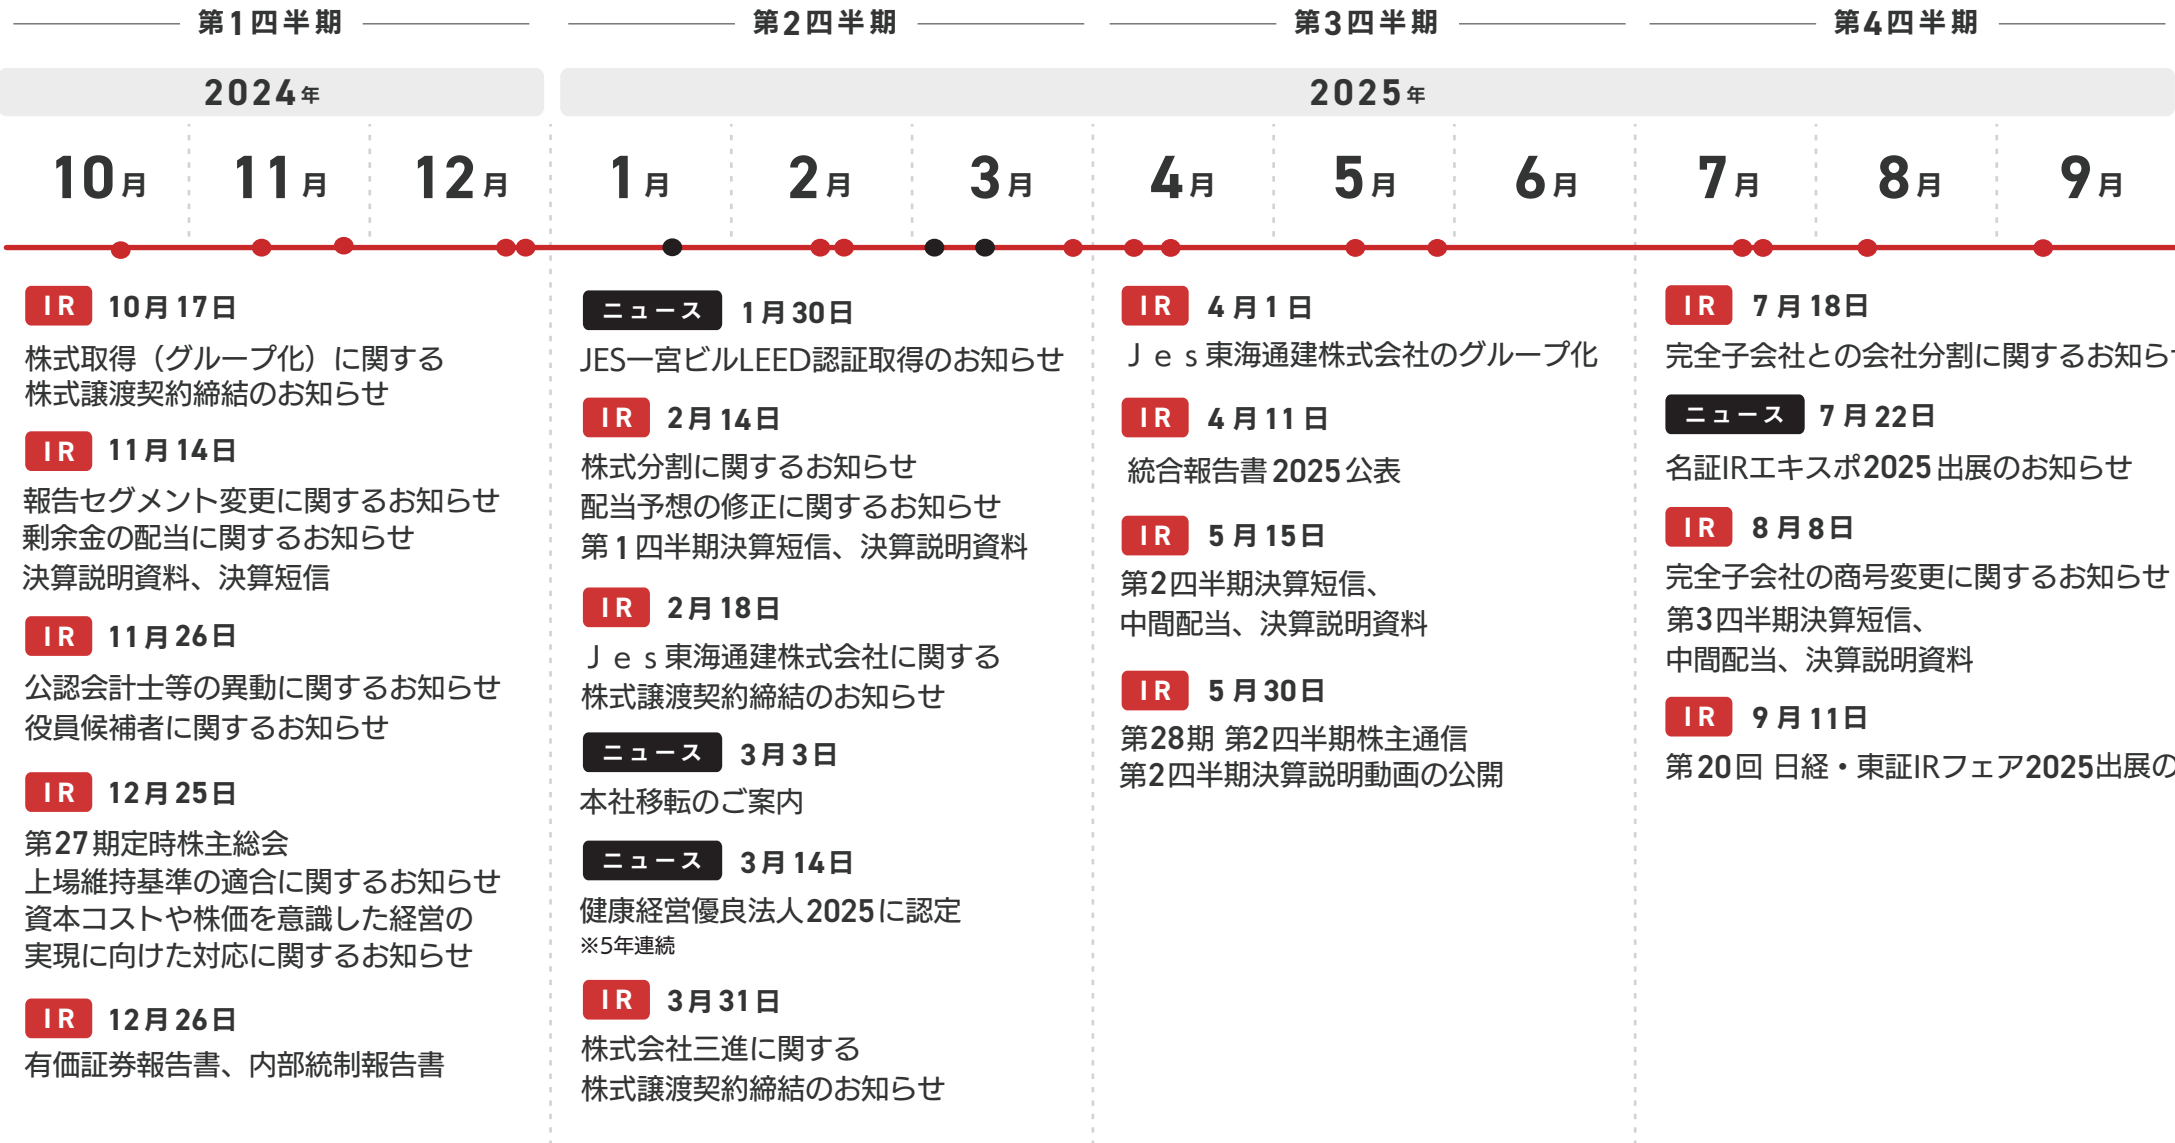 第1四半期
第2四半期
第3四半期
第4四半期
2024年
2025年
10月
11月
12月
1月
2月
3月
4月
5月
6月
7月
8月
9月
IR 10月17日
株式取得（グループ化）に関する
株式譲渡契約締結のお知らせ
IR 11月14日
報告セグメント変更に関するお知らせ
剰余金の配当に関するお知らせ
決算説明資料、決算短信
IR 11月26日
公認会計士等の異動に関するお知らせ
役員候補者に関するお知らせ
IR 12月25日
第27期定時株主総会
上場維持基準の適合に関するお知らせ
資本コストや株価を意識した経営の
実現に向けた対応に関するお知らせ
IR 12月26日
有価証券報告書、内部統制報告書
ニュース 1月30日
JES一宮ビルLEED認証取得のお知らせ
IR 2月14日
株式分割に関するお知らせ
配当予想の修正に関するお知らせ
第1四半期決算短信、決算説明資料
IR 2月18日
Ｊｅｓ東海通建株式会社に関する
株式譲渡契約締結のお知らせ
ニュース 3月3日
本社移転のご案内
ニュース 3月14日
健康経営優良法人2025に認定
※5年連続
IR 3月31日
株式会社三進に関する
株式譲渡契約締結のお知らせ
IR 4月1日
Ｊｅｓ東海通建株式会社のグループ化
IR 4月11日
統合報告書2025公表
IR 5月15日
第2四半期決算短信、
中間配当、決算説明資料
IR 5月30日
第28期 第2四半期株主通信
第2四半期決算説明動画の公開
IR 7月18日
完全子会社との会社分割に関するお知らせ
ニュース 7月22日
名証IRエキスポ2025出展のお知らせ
IR 8月8日
完全子会社の商号変更に関するお知らせ
第3四半期決算短信、
中間配当、決算説明資料
IR 9月11日
第20回 日経・東証IRフェア2025出展の